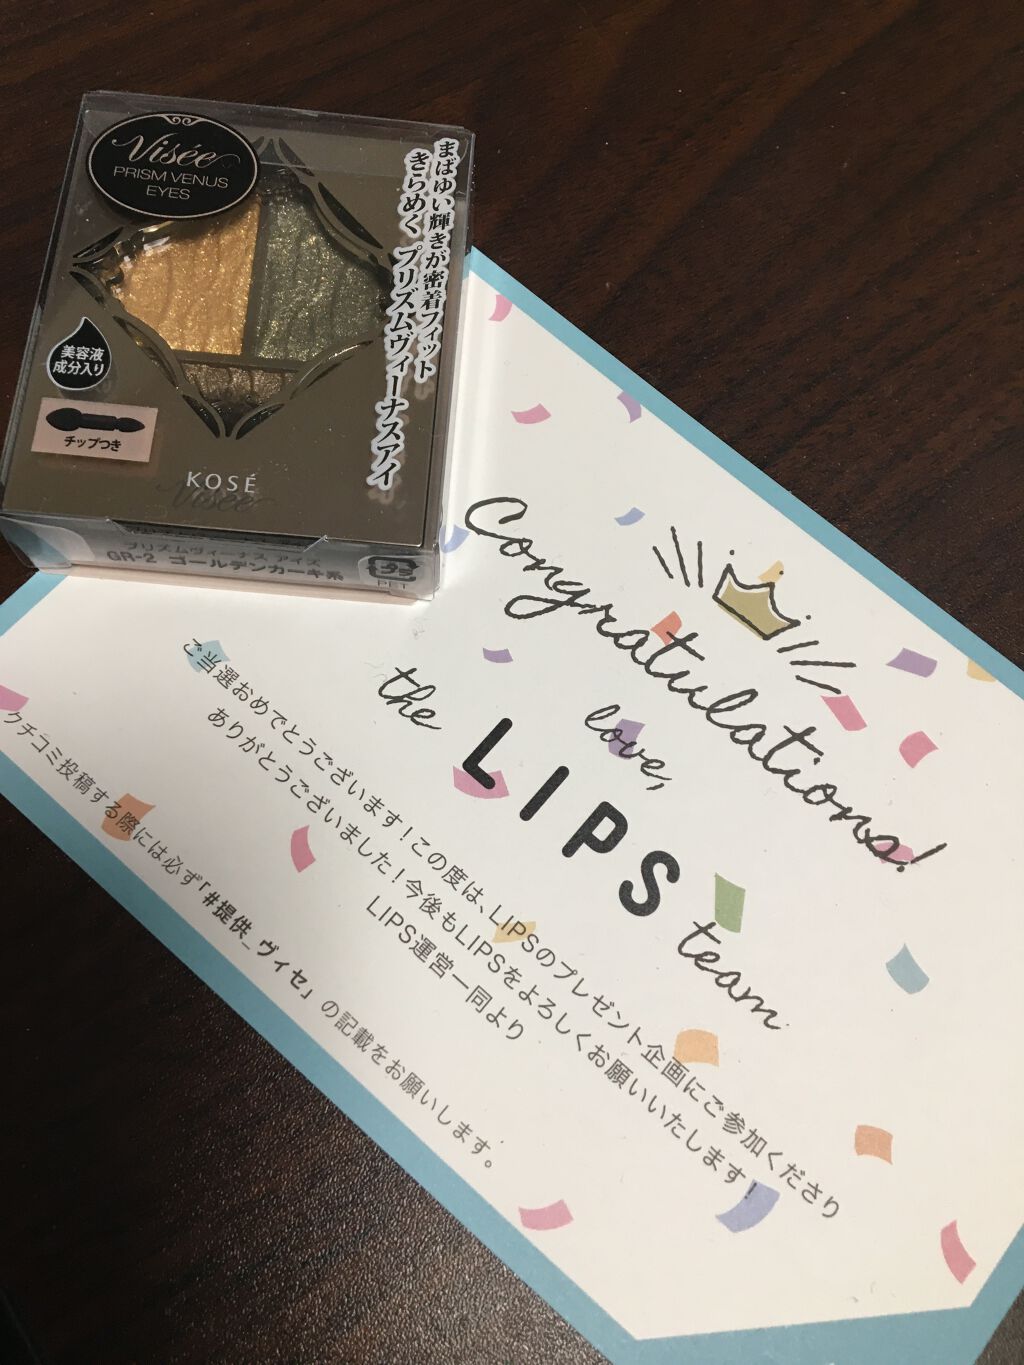 Visée
PRISM VENUS
EYES
まばゆい輝きが密着フィット
きらめく プリズムヴィーナスアイ
美容液
成分入り
チップつき
KOSÉ
Visée
プリズムヴィーナス アイズ
GR-2 ゴールデンカーキ系
PET
Congratulations!
love,
the LIPS team
ご当選おめでとうございます！この度は、LIPSのプレゼント企画にご参加くださり
ありがとうございました！今後もLIPSをよろしくお願いいたします！
LIPS運営一同より
クチコミ投稿する際には必ず「#提供_ヴィセ」の記載をお願いします。